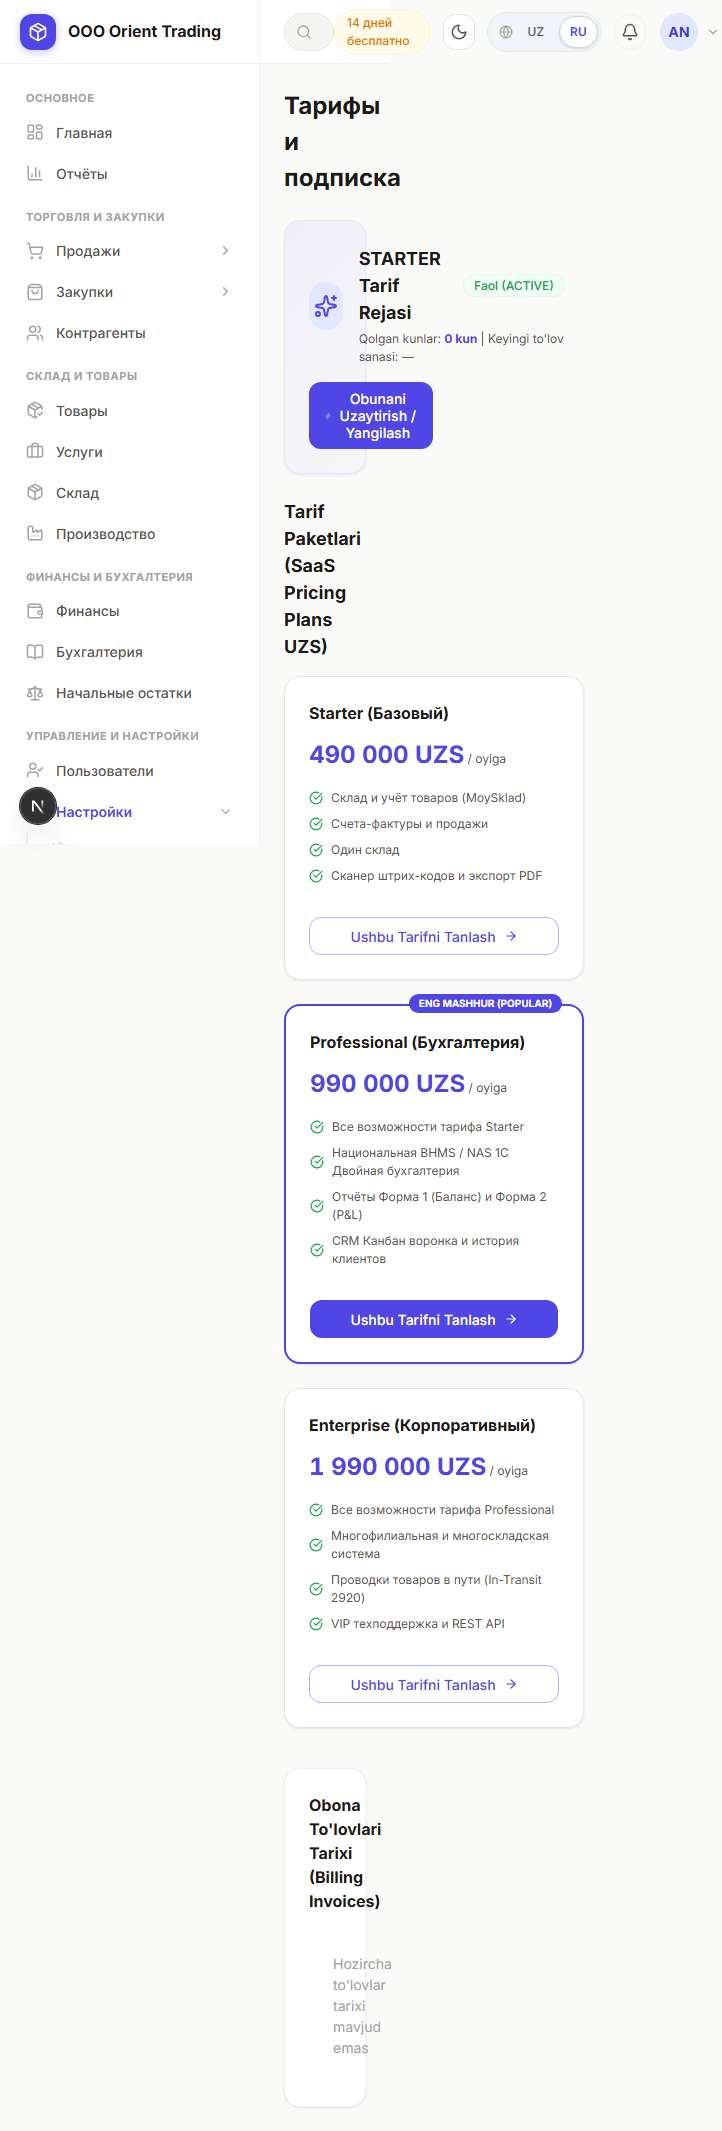 OOO Orient Trading
14 дней
бесплатно
UZ
RU
AN
ОСНОВНОЕ
Главная
Отчёты
ТОРГОВЛЯ И ЗАКУПКИ
Продажи
Закупки
Контрагенты
СКЛАД И ТОВАРЫ
Товары
Услуги
Склад
Производство
ФИНАНСЫ И БУХГАЛТЕРИЯ
Финансы
Бухгалтерия
Начальные остатки
УПРАВЛЕНИЕ И НАСТРОЙКИ
Пользователи
N
Настройки
Тарифы
и
подписка
STARTER
Tarif
Rejasi
Faol (ACTIVE)
Qolgan kunlar: 0 kun | Keyingi to'lov
sanasi: —
Obunani
Uzaytirish /
Yangilash
Tarif
Paketlari
(SaaS
Pricing
Plans
UZS)
Starter (Базовый)
490 000 UZS / oyiga
Склад и учёт товаров (MoySklad)
Счета-фактуры и продажи
Один склад
Сканер штрих-кодов и экспорт PDF
Ushbu Tarifni Tanlash
ENG MASHHUR (POPULAR)
Professional (Бухгалтерия)
990 000 UZS / oyiga
Все возможности тарифа Starter
Национальная BHMS / NAS 1C
Двойная бухгалтерия
Отчёты Форма 1 (Баланс) и Форма 2
(P&L)
CRM Канбан воронка и история
клиентов
Ushbu Tarifni Tanlash
Enterprise (Корпоративный)
1 990 000 UZS / oyiga
Все возможности тарифа Professional
Многофилиальная и многоскладская
система
Проводки товаров в пути (In-Transit
2920)
VIP техподдержка и REST API
Ushbu Tarifni Tanlash
Obona
To'lovlari
Tarixi
(Billing
Invoices)
Hozircha
to'lovlar
tarixi
mavjud
emas